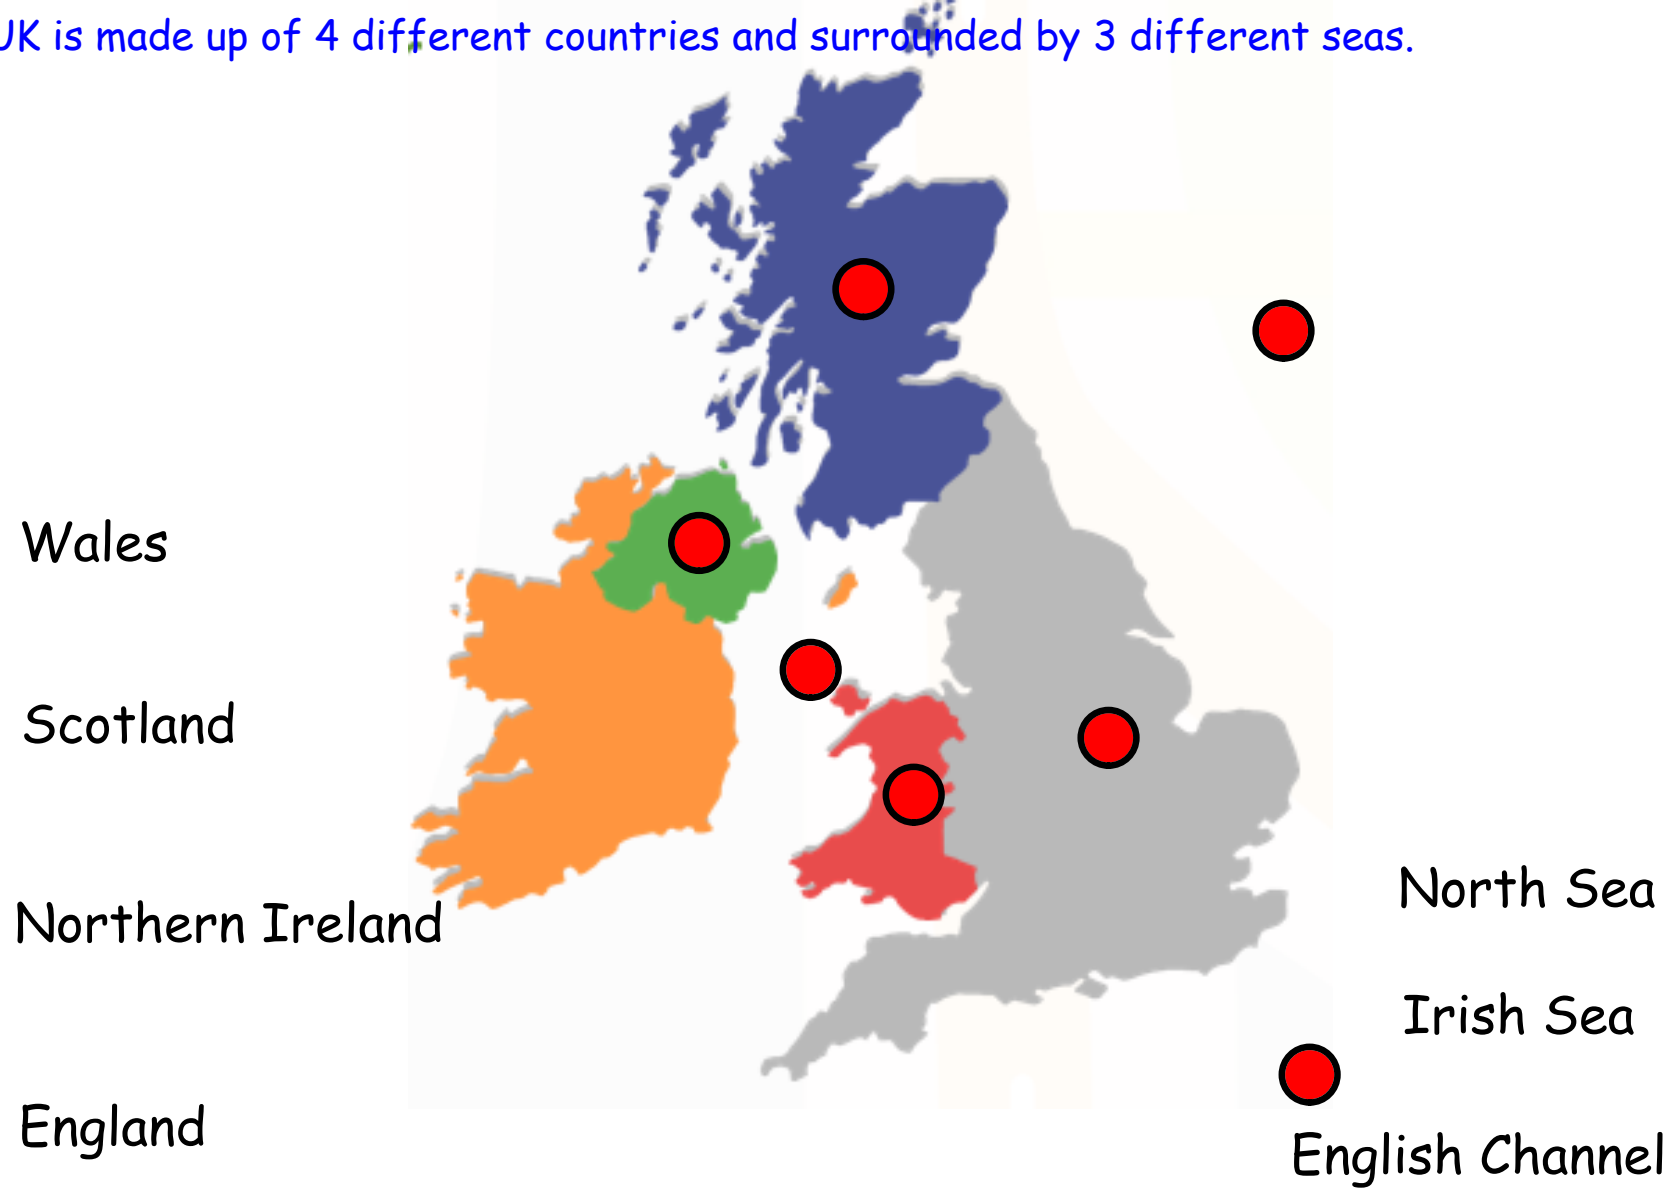 UK is made up of 4 different countries and surrounded by 3 different seas.
Wales
Scotland
Northern Ireland
England
North Sea
Irish Sea
English Channel